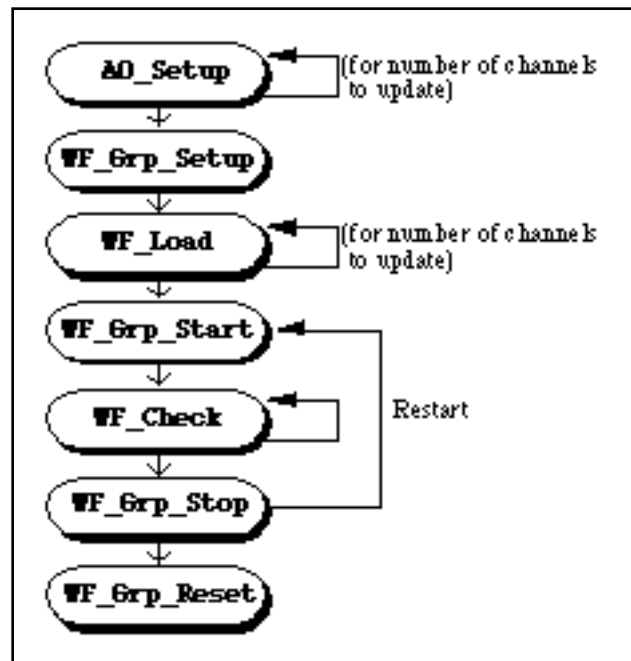 AO_Setup
(for number of channels
to update)
WF_Grp_Setup
WF_Load
(for number of channels
to update)
WF_Grp_Start
WF_Check
Restart
WF_Grp_Stop
WF_Grp_Reset